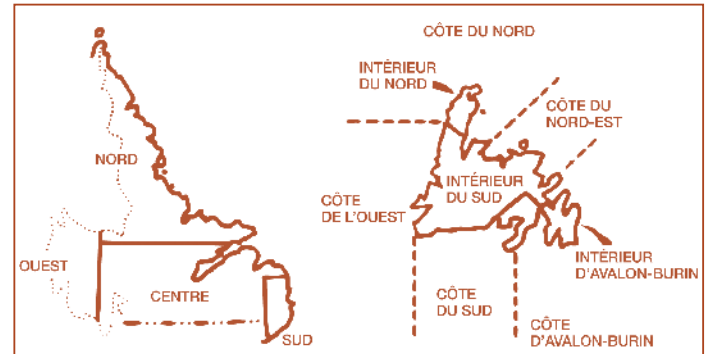 NORD
OUEST
CENTRE
SUD
CÔTE DU NORD
INTÉRIEUR
DU NORD
CÔTE DU
NORD-EST
CÔTE
DE L'OUEST
INTÉRIEUR
DU SUD
INTÉRIEUR
D'AVALON-BURIN
CÔTE
DU SUD
CÔTE
D'AVALON-BURIN